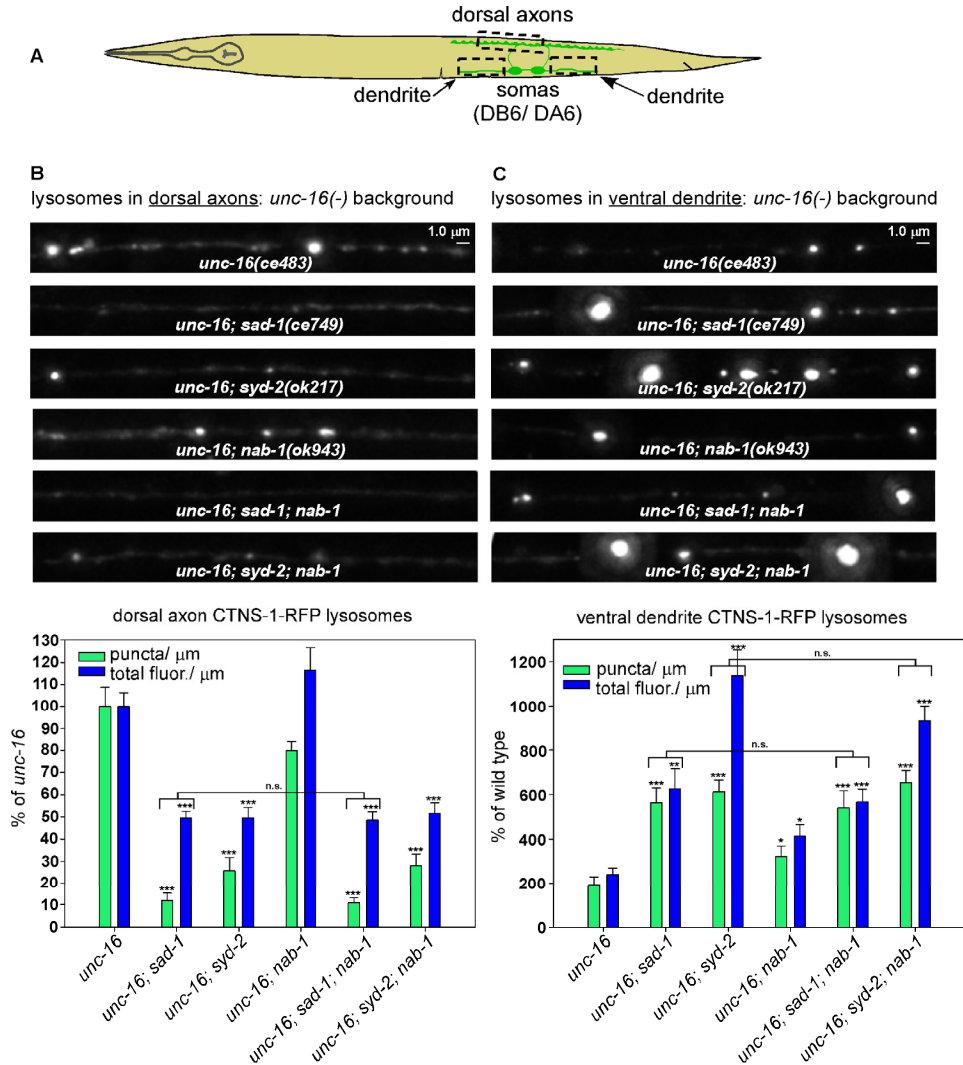 A
dorsal axons
dendrite
somas
(DB6/ DA6)
dendrite
B
lysosomes in dorsal axons: unc-16(-) background
1.0 μm
unc-16(ce483)
unc-16; sad-1(ce749)
unc-16; syd-2(ok217)
unc-16; nab-1(ok943)
unc-16; sad-1; nab-1
unc-16; syd-2; nab-1
dorsal axon CTNS-1-RFP lysosomes
% of unc-16
130
120
110
100
90
80
70
60
50
40
30
20
10
0
puncta/ μm
total fluor./ μm
n.s.
***
***
***
***
***
***
***
***
unc-16
unc-16; sad-1
unc-16; syd-2
unc-16; nab-1
unc-16; sad-1; nab-1
unc-16; syd-2; nab-1
C
lysosomes in ventral dendrite: unc-16(-) background
1.0 μm
unc-16(ce483)
unc-16; sad-1(ce749)
unc-16; syd-2(ok217)
unc-16; nab-1(ok943)
unc-16; sad-1; nab-1
unc-16; syd-2; nab-1
ventral dendrite CTNS-1-RFP lysosomes
% of wild type
1200
1000
800
600
400
200
0
puncta/ μm
total fluor./ μm
n.s.
n.s.
***
**
***
***
*
*
***
***
***
***
unc-16
unc-16; sad-1
unc-16; syd-2
unc-16; nab-1
unc-16; sad-1; nab-1
unc-16; syd-2; nab-1